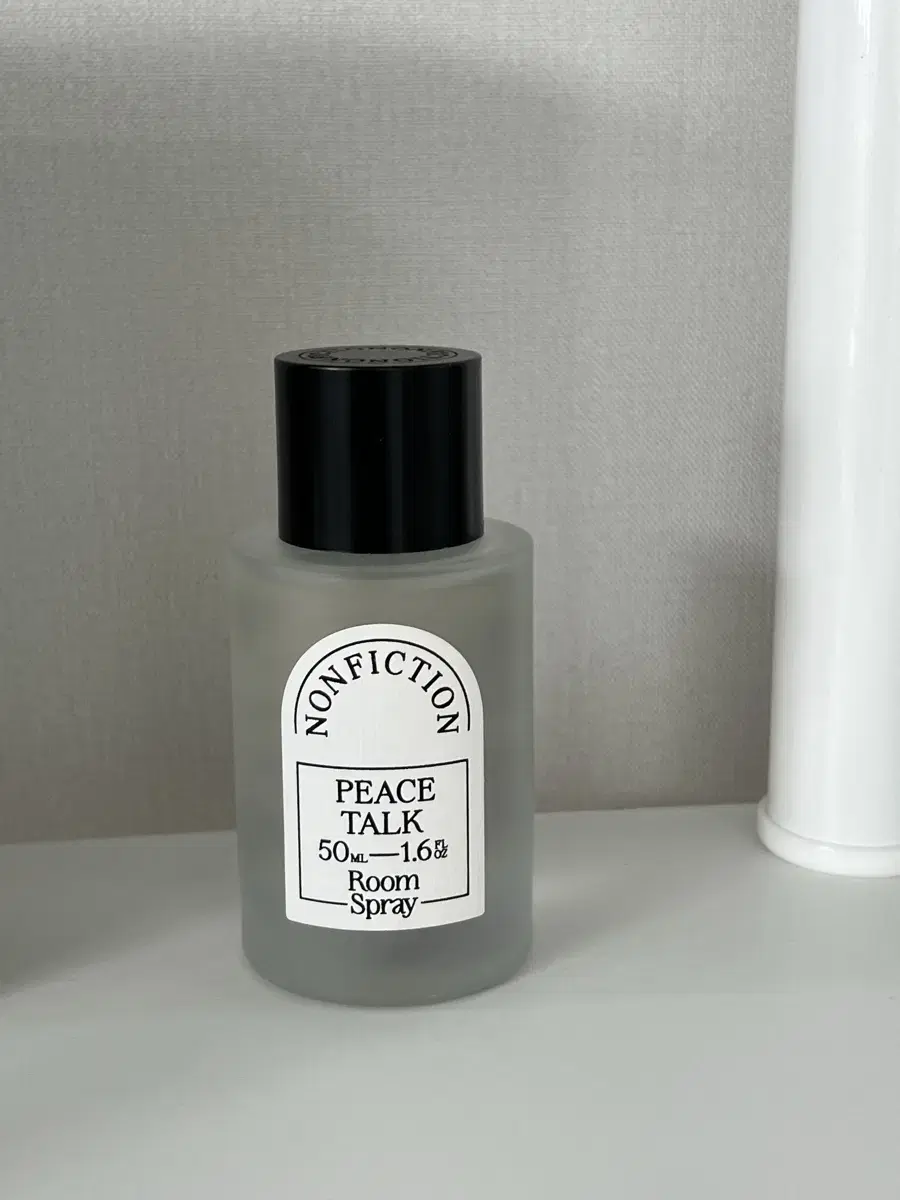 NONFICTION
PEACE
TALK
50ML—1.6FL OZ
Room
Spray